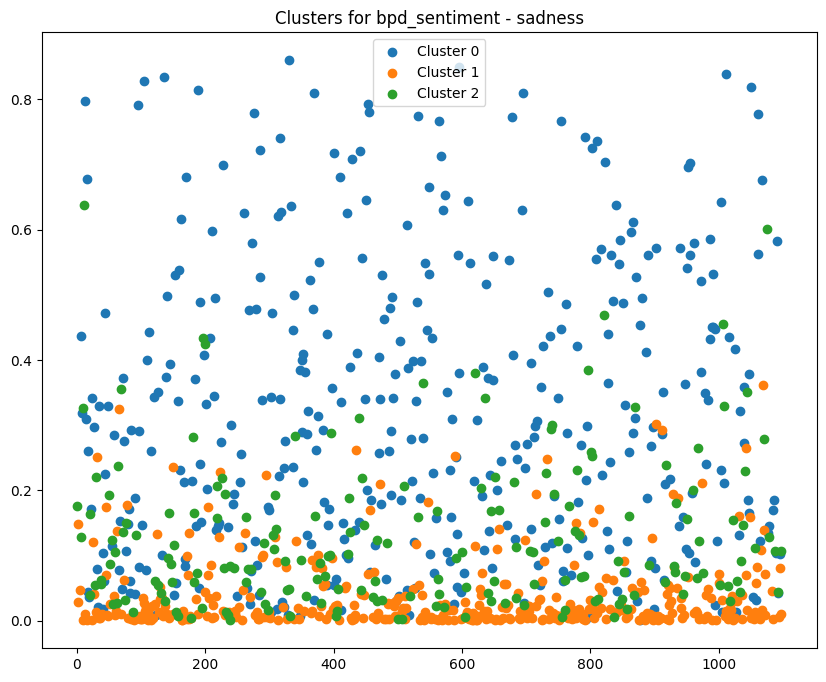 Clusters for bpd_sentiment - sadness
Cluster 0
Cluster 1
Cluster 2
0.8
0.6
0.4
0.2
0.0
0 200 400 600 800 1000